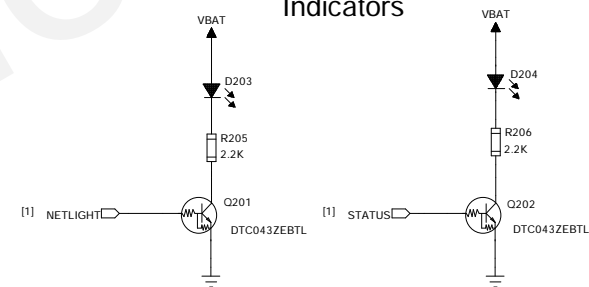 Indicators
VBAT
D203
R205
2.2K
[1] NETLIGHT
Q201
DTC043ZEBTL
VBAT
D204
R206
2.2K
[1] STATUS
Q202
DTC043ZEBTL